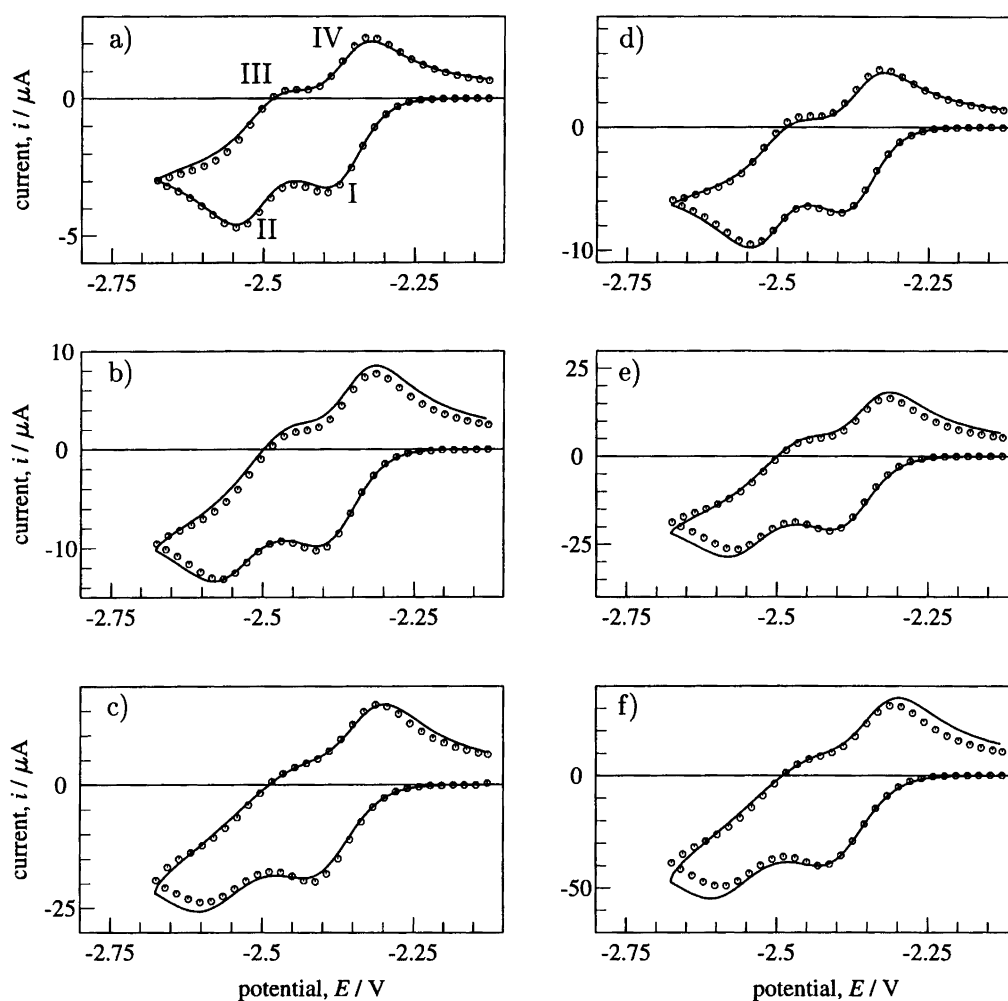 a)
IV
III
I
II
0
-5
current, i / μA
-2.75 -2.5 -2.25
d)
0
-10
-2.75 -2.5 -2.25
b)
10
0
-10
current, i / μA
-2.75 -2.5 -2.25
e)
25
0
-25
-2.75 -2.5 -2.25
c)
0
-25
current, i / μA
-2.75 -2.5 -2.25
potential, E / V
f)
0
-50
-2.75 -2.5 -2.25
potential, E / V